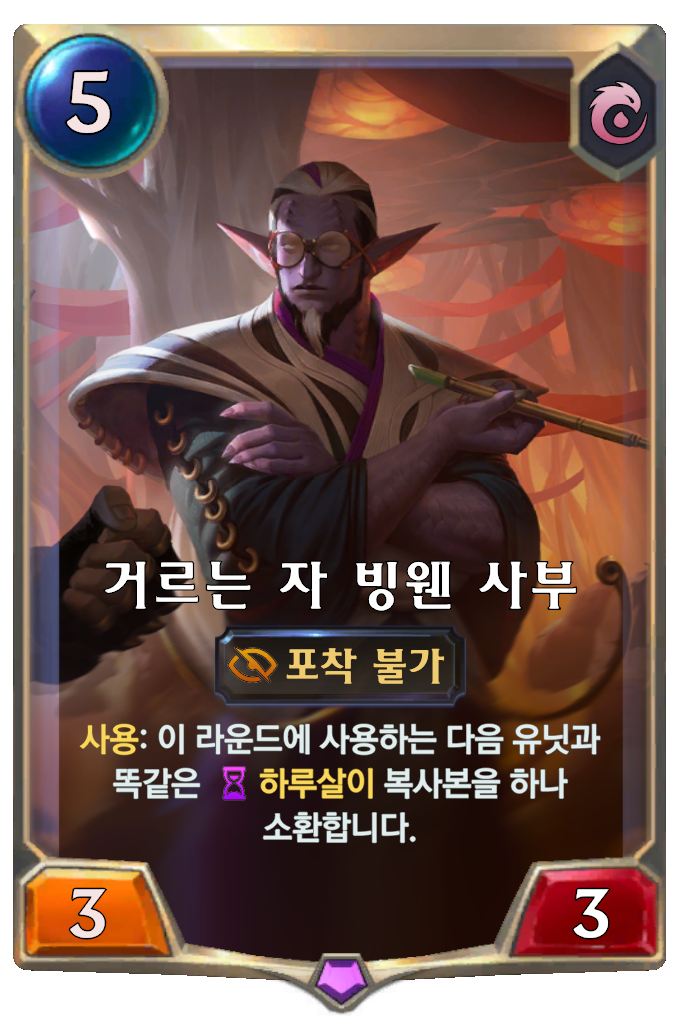 5
거르는 자 빙웬 사부
포착 불가
사용: 이 라운드에 사용하는 다음 유닛과
똑같은 하루살이 복사본을 하나
소환합니다.
3
3